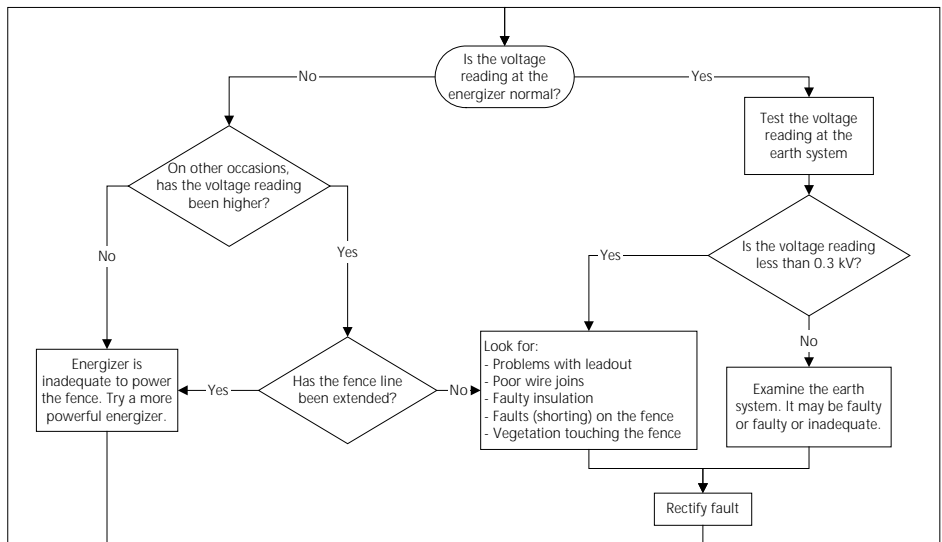 Is the voltage
reading at the
energizer normal?
No
Yes
Test the voltage
reading at the
earth system
On other occasions,
has the voltage reading
been higher?
No
Yes
Is the voltage reading
less than 0.3 kV?
Yes
No
Energizer is
inadequate to power
the fence. Try a more
powerful energizer.
Yes
Has the fence line
been extended?
No
Look for:
- Problems with leadout
- Poor wire joins
- Faulty insulation
- Faults (shorting) on the fence
- Vegetation touching the fence
Examine the earth
system. It may be faulty
or faulty or inadequate.
Rectify fault